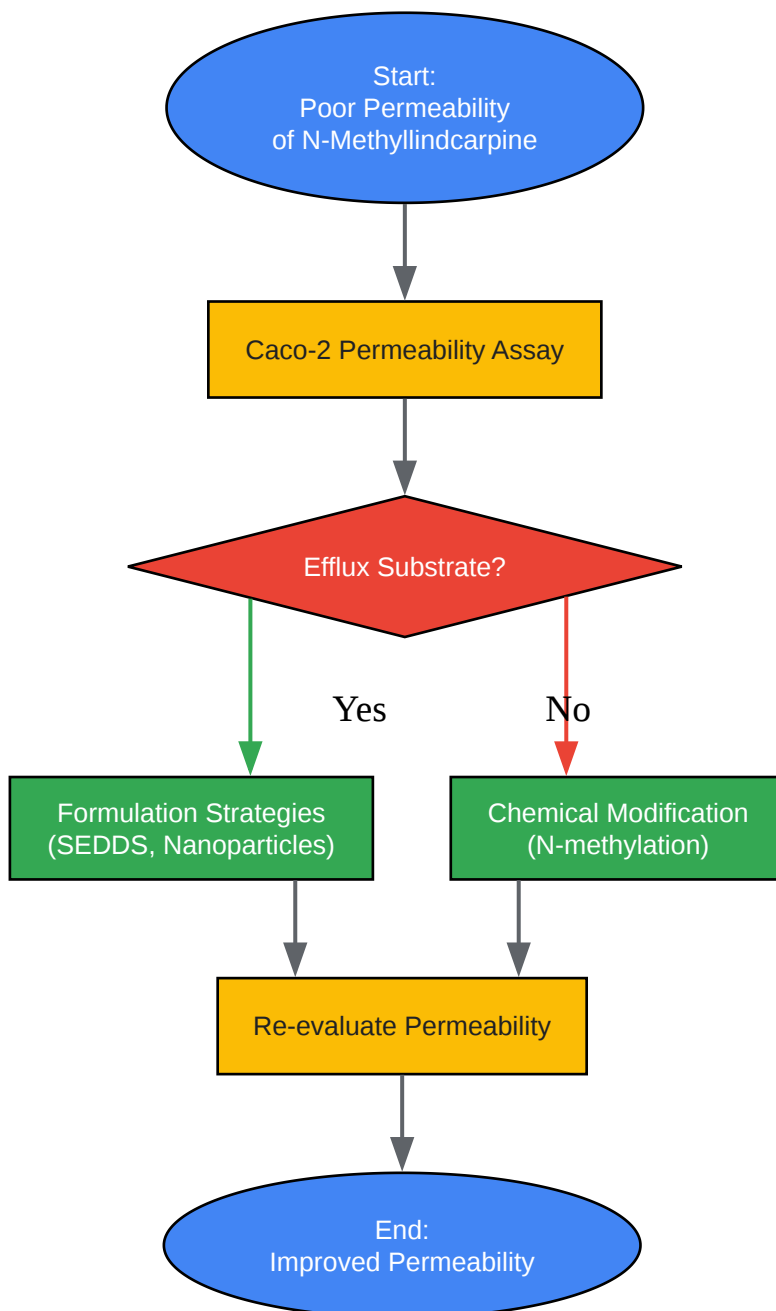 Start:
Poor Permeability
of N-Methyllindcarpine
Caco-2 Permeability Assay
Efflux Substrate?
Yes
No
Formulation Strategies
(SEDDS, Nanoparticles)
Chemical Modification
(N-methylation)
Re-evaluate Permeability
End:
Improved Permeability